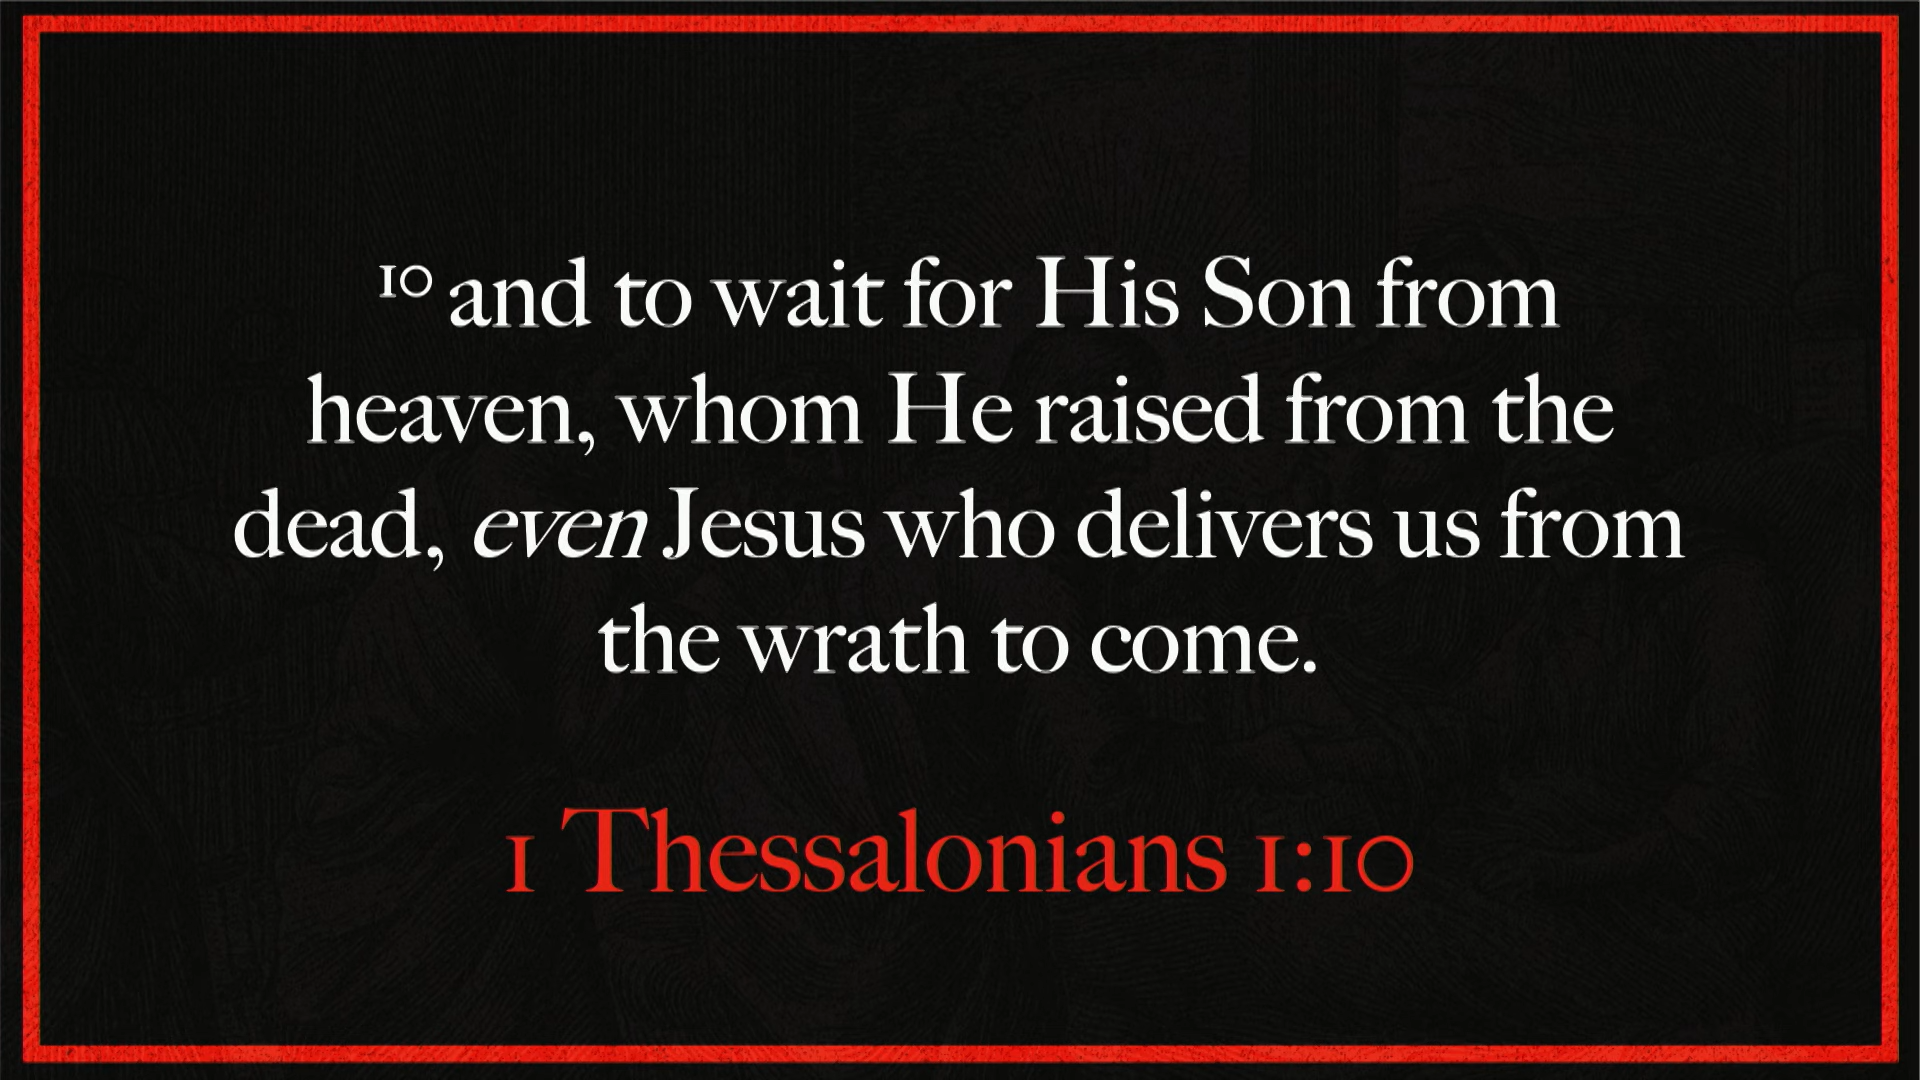 10 and to wait for His Son from
heaven, whom He raised from the
dead, even Jesus who delivers us from
the wrath to come.
1 Thessalonians 1:10